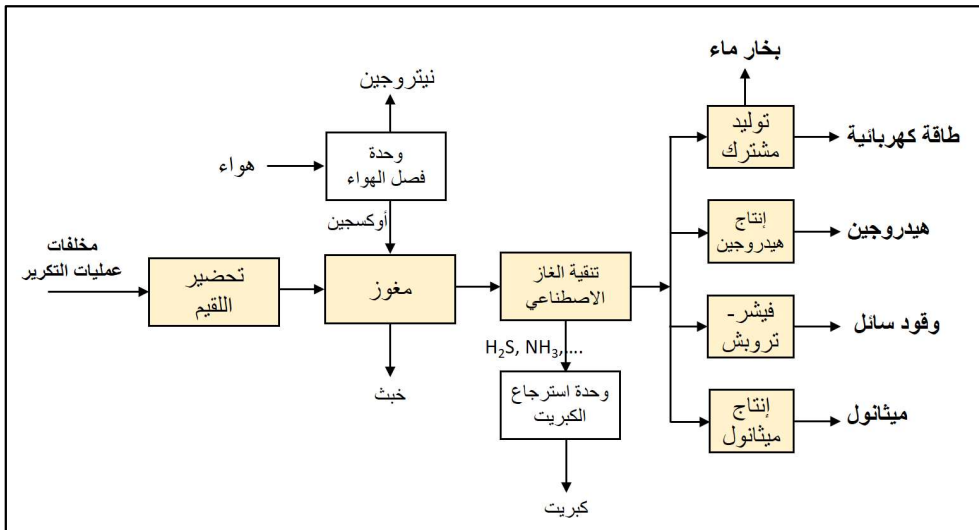 بخار ماء
نيتروجين
توليد
مشترك
طاقة كهربائية
وحدة
فصل الهواء
هواء
أوكسجين
إنتاج
هيدروجين
هيدروجين
مخلفات
عمليات التكرير
تحضير
اللقيم
مغوز
تنقية الغاز
الاصطناعي
فيشر-
تروبش
وقود سائل
H₂S, NH₃,....
خبث
وحدة استرجاع
الكبريت
إنتاج
ميثانول
ميثانول
كبريت